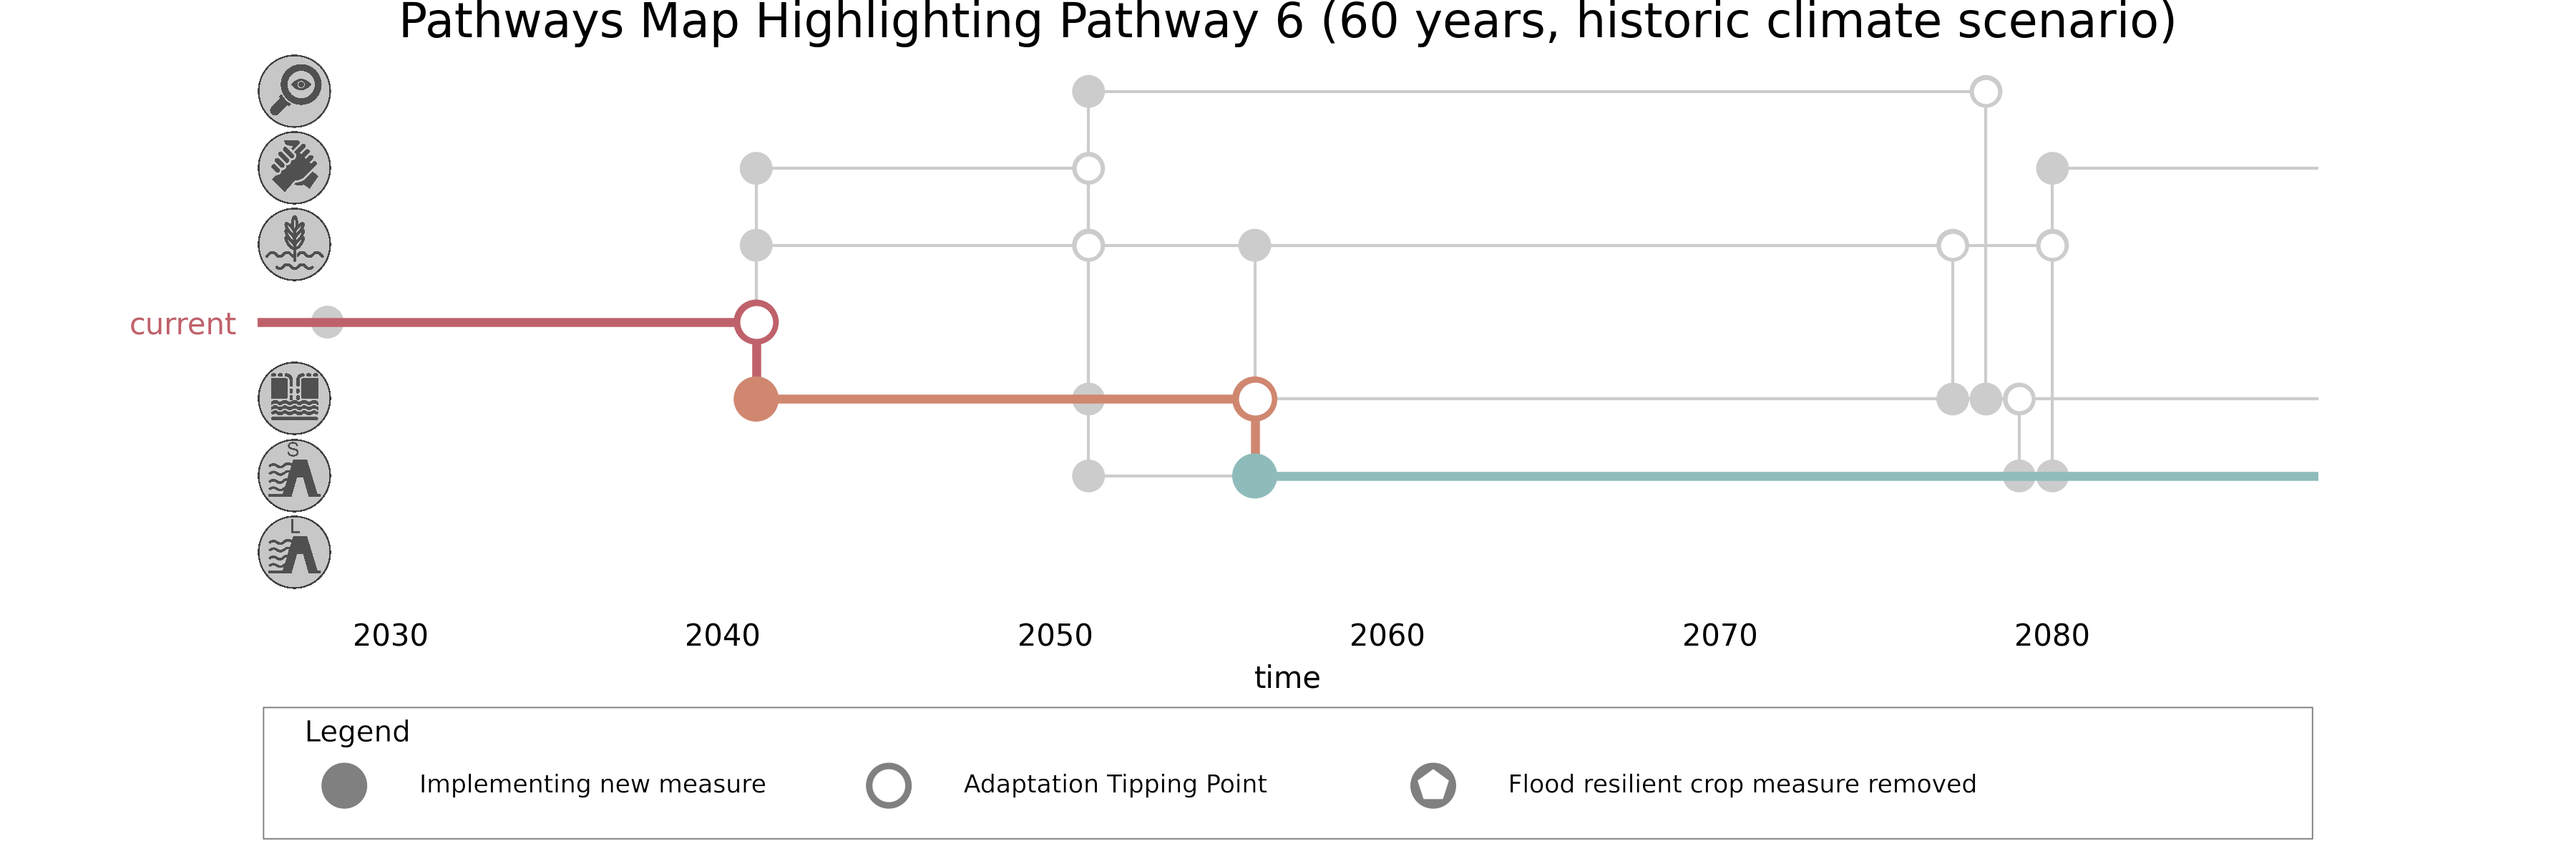 Pathways Map Highlighting Pathway 6 (60 years, historic climate scenario)
current
S
L
2030 2040 2050 2060 2070 2080
time
Legend
Implementing new measure Adaptation Tipping Point Flood resilient crop measure removed